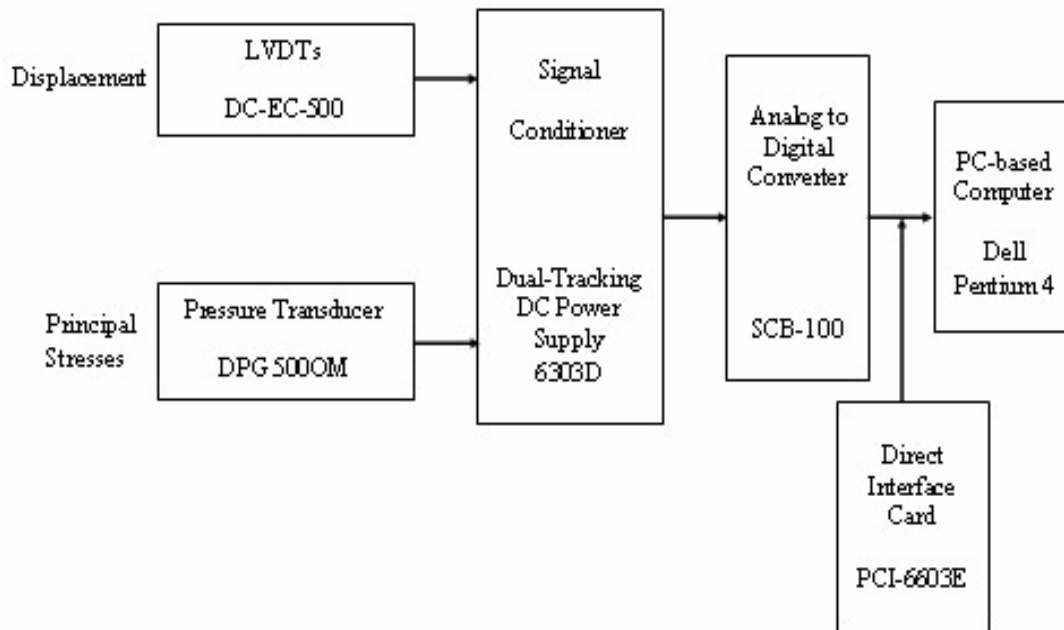 Displacement
LVDTs
DC-EC-500
Principal
Stresses
Pressure Transducer
DPG 500OM
Signal
Conditioner
Dual-Tracking
DC Power
Supply
6303D
Analog to
Digital
Converter
SCB-100
PC-based
Computer
Dell
Pentium 4
Direct
Interface
Card
PCI-6603E